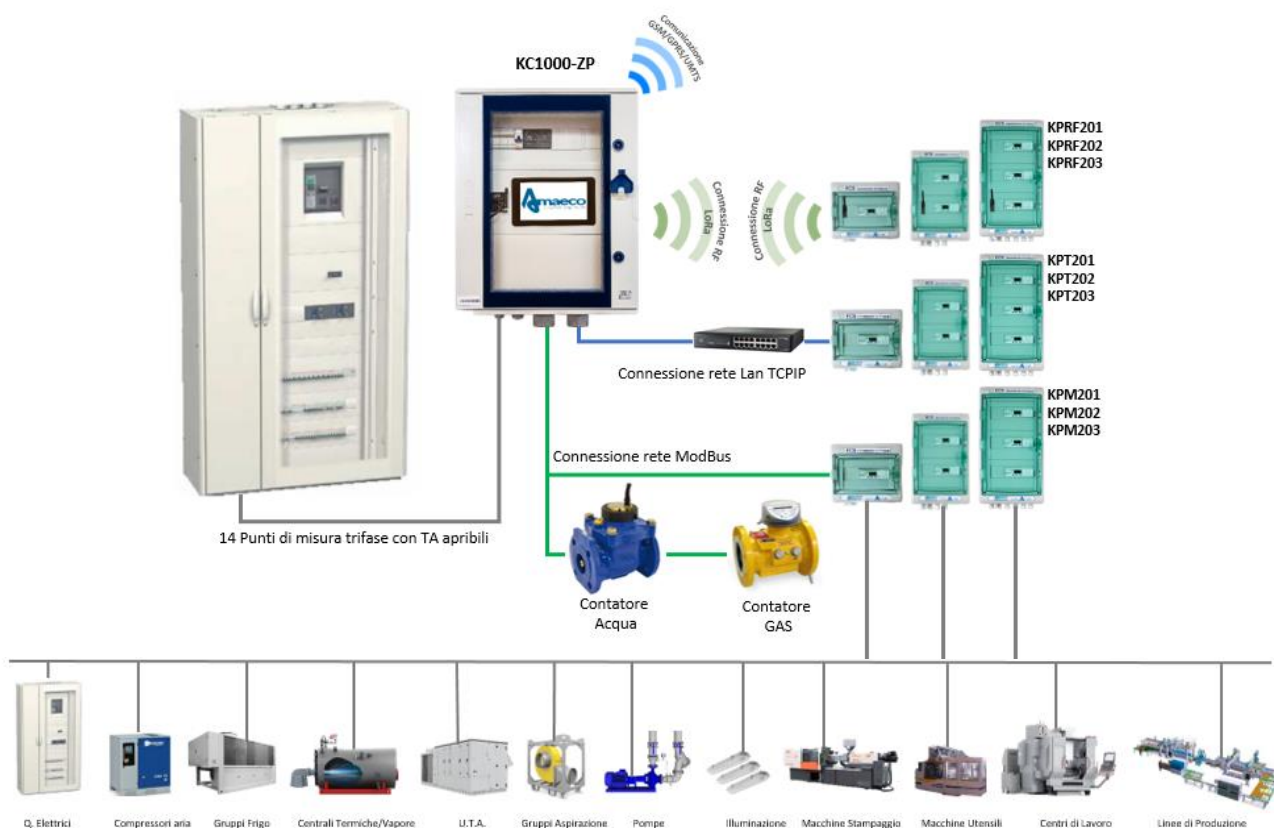 KC1000-ZP
Comunicazione
GSM/GPRS/UMTS
Amaeco
Connessione RF
LoRa
Connessione RF
LoRa
KPRF201
KPRF202
KPRF203
KPT201
KPT202
KPT203
Connessione rete Lan TCPIP
KPM201
KPM202
KPM203
Connessione rete ModBus
14 Punti di misura trifase con TA apribili
Contatore
Acqua
Contatore
GAS
Q. Elettrici
Compressori aria
Gruppi Frigo
Centrali Termiche/Vapore
U.T.A.
Gruppi Aspirazione
Pompe
Illuminazione
Macchine Stampaggio
Macchine Utensili
Centri di Lavoro
Linee di Produzione